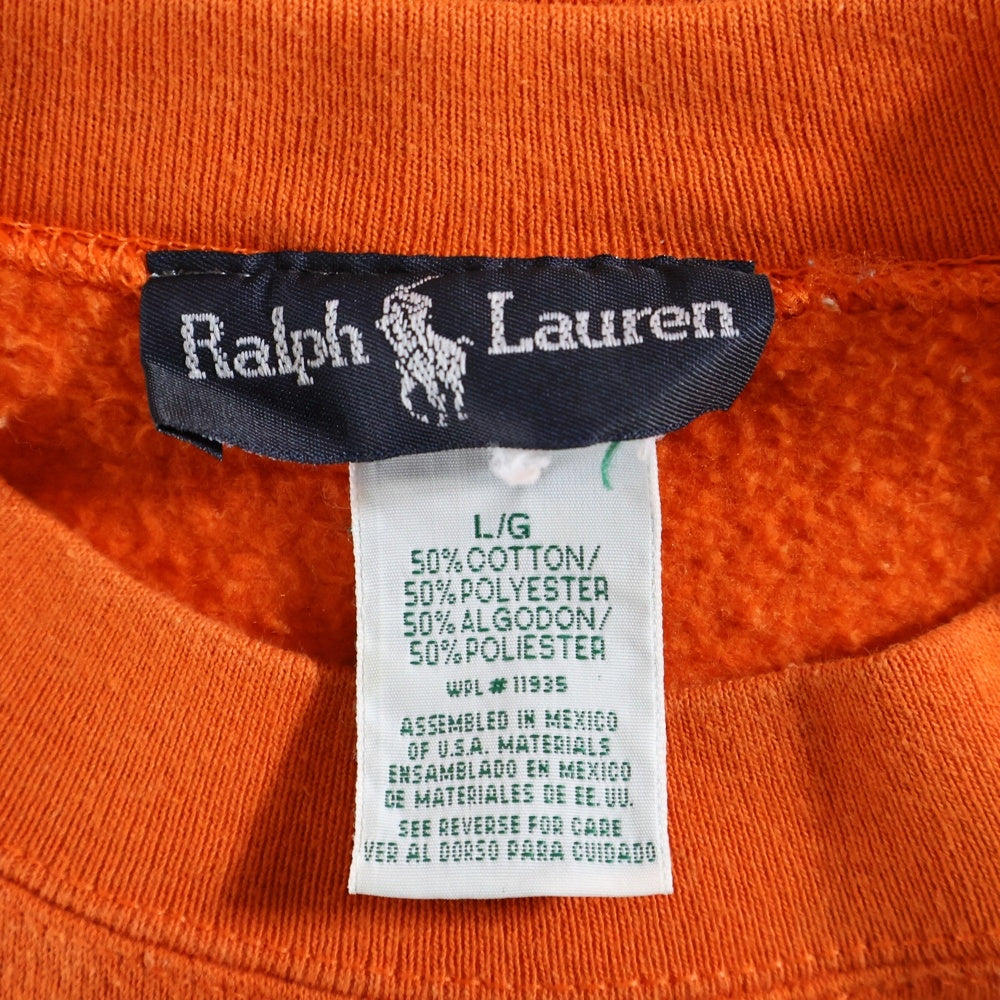 Ralph Lauren
L/G
50% COTTON/
50% POLYESTER
50% ALGODON/
50% POLIESTER
WPL # 11935
ASSEMBLED IN MEXICO
OF U.S.A. MATERIALS
ENSAMBLADO EN MEXICO
DE MATERIALES DE EE. UU.
SEE REVERSE FOR CARE
VER AL DORSO PARA CUIDADO